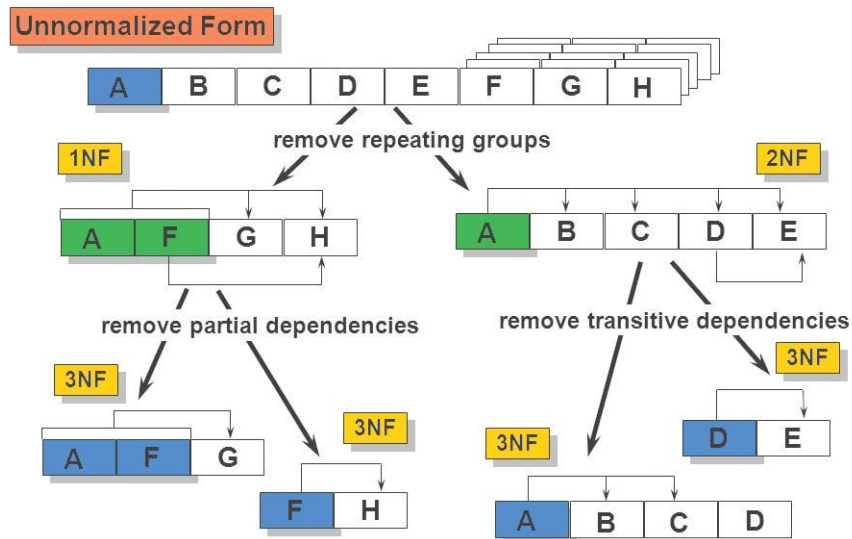 Unnormalized Form
A B C D E F G H
remove repeating groups
1NF
2NF
A F G H
A B C D E
remove partial dependencies
remove transitive dependencies
3NF
3NF
3NF
3NF
A F G
D E
F H
A B C D